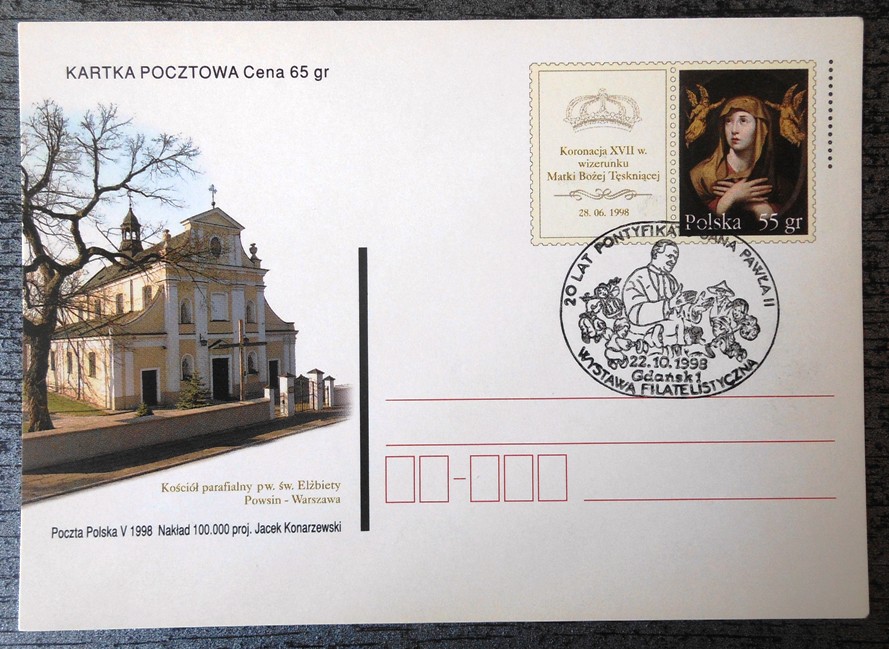 KARTKA POCZTOWA Cena 65 gr
Koronacja XVII w.
wizerunku
Matki Bożej Tęskniącej
28. 06. 1998
Polska 55 gr
20 LAT PONTYFIKATU JANA PAWŁA II
22.10.1998
Gdańsk 1
WYSTAWA FILATELISTYCZNA
Kościół parafialny pw. św. Elżbiety
Powsin - Warszawa
Poczta Polska V 1998 Nakład 100.000 proj. Jacek Konarzewski